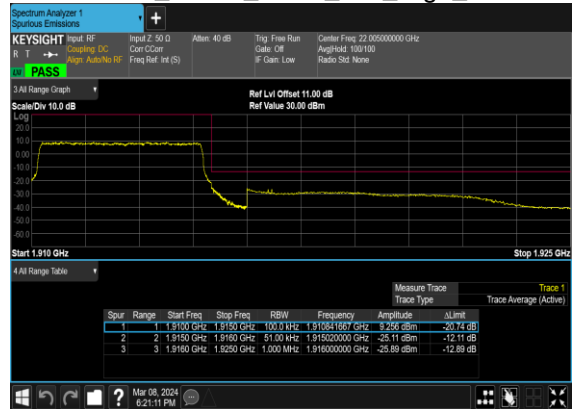 Spectrum Analyzer 1
Spurious Emissions
KEYSIGHT Input: RF Input Z: 50 Ω Atten: 40 dB Trig: Free Run Center Freq: 22.005000000 GHz
R T Coupling: DC Corr CCorr Gate: Off Avg|Hold: 100/100
Align: Auto/No RF Freq Ref: Int (S) IF Gain: Low Radio Std: None
PASS
3 All Range Graph
Ref Lvl Offset 11.00 dB
Scale/Div 10.0 dB Ref Value 30.00 dBm
Log
20.0
10.0
0.00
-10.0
-20.0
-30.0
-40.0
-50.0
-60.0
Start 1.910 GHz Stop 1.925 GHz
4 All Range Table
Measure Trace Trace 1
Trace Type Trace Average (Active)
Spur Range Start Freq Stop Freq RBW Frequency Amplitude ΔLimit
1 1 1.9100 GHz 1.9150 GHz 100.0 kHz 1.910841667 GHz 9.256 dBm -20.74 dB
2 2 1.9150 GHz 1.9160 GHz 51.00 kHz 1.915020000 GHz -25.11 dBm -12.11 dB
3 3 1.9160 GHz 1.9250 GHz 1.000 MHz 1.916000000 GHz -25.89 dBm -12.89 dB
Mar 08, 2024
6:21:11 PM